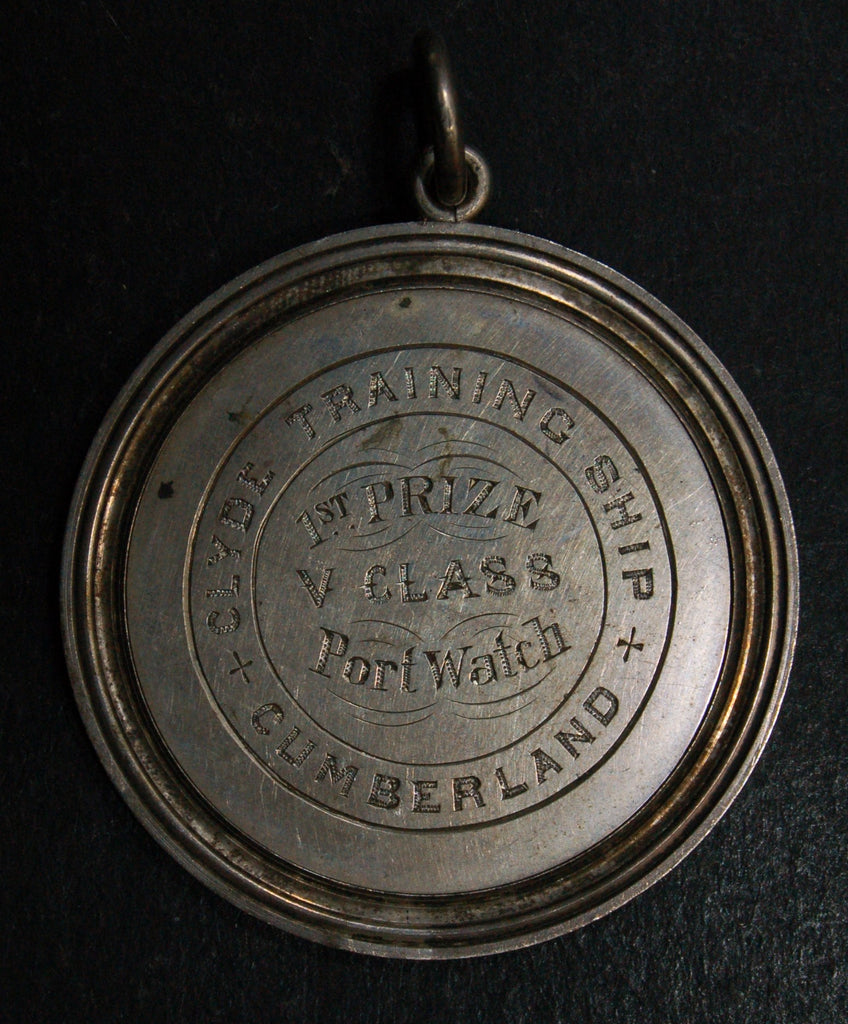 CLYDE TRAINING SHIP
1ST PRIZE
V CLASS
Port Watch
CUMBERLAND